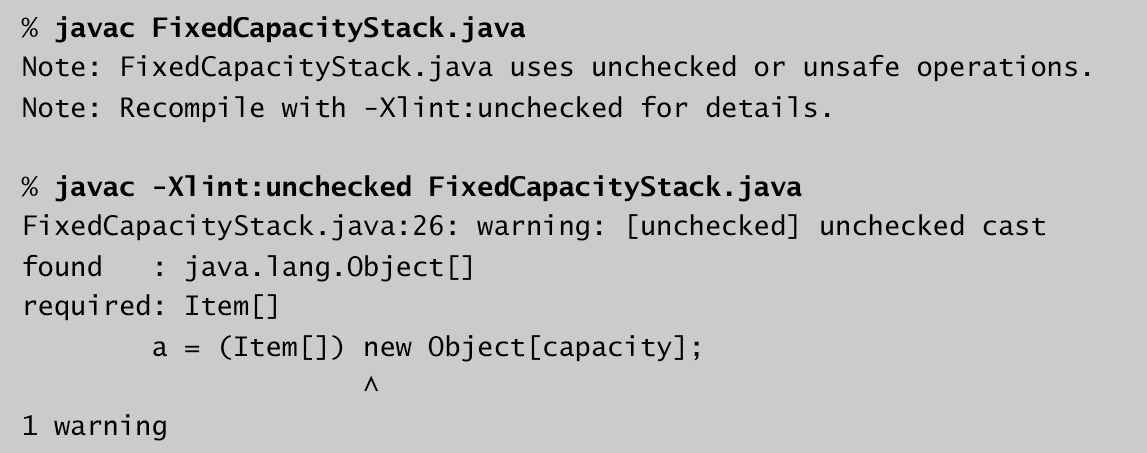 % javac FixedCapacityStack.java
Note: FixedCapacityStack.java uses unchecked or unsafe operations.
Note: Recompile with -Xlint:unchecked for details.
% javac -Xlint:unchecked FixedCapacityStack.java
FixedCapacityStack.java:26: warning: [unchecked] unchecked cast
found   : java.lang.Object[]
required: Item[]
        a = (Item[]) new Object[capacity];
                     ^
1 warning